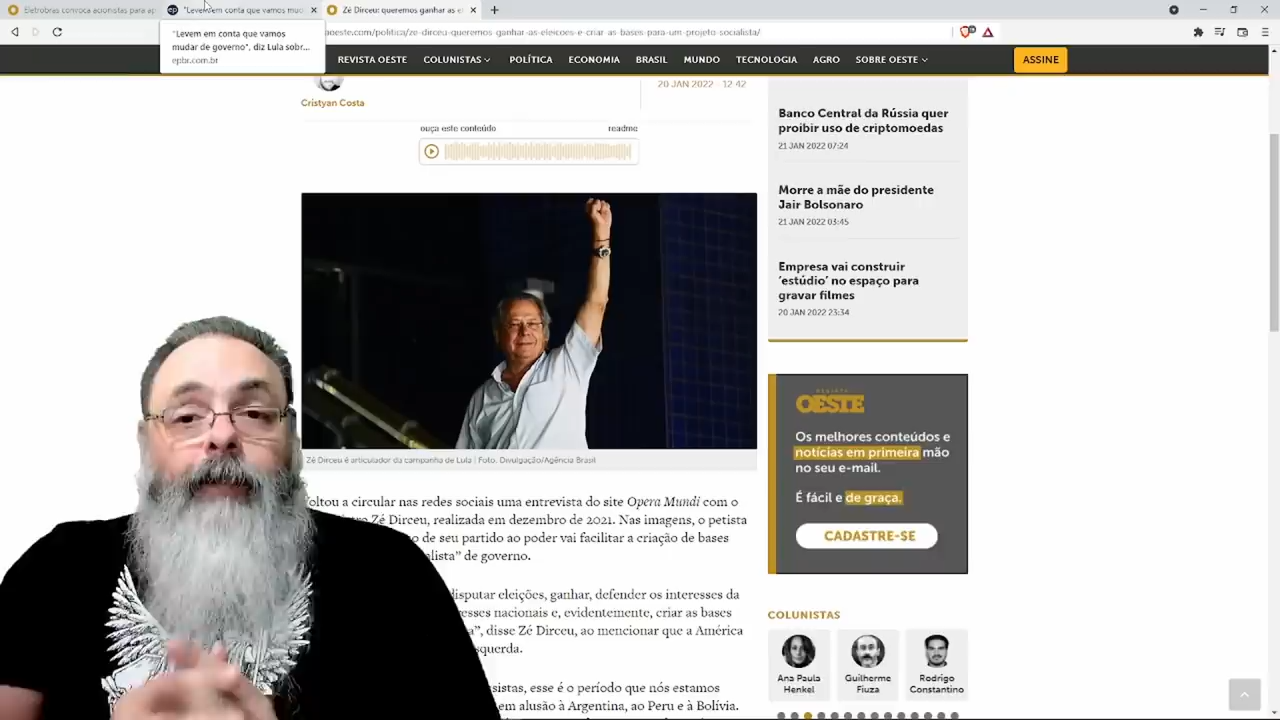 Eletrobras convoca acionistas para ap
"Levem em conta que vamos mud
Zé Dirceu: queremos ganhar as el
"Levem em conta que vamos
mudar de governo", diz Lula sobr...
epbr.com.br
aoeste.com/politica/ze-dirceu-queremos-ganhar-as-eleicoes-e-criar-as-bases-para-um-projeto-socialista/
REVISTA OESTE
COLUNISTAS
POLÍTICA
ECONOMIA
BRASIL
MUNDO
TECNOLOGIA
AGRO
SOBRE OESTE
ASSINE
Cristyan Costa
20 JAN 2022 - 12:42
ouça este conteúdo
readme
Zé Dirceu é articulador da campanha de Lula | Foto: Divulgação/Agência Brasil
Voltou a circular nas redes sociais uma entrevista do site Opera Mundi com o
Zé Dirceu, realizada em dezembro de 2021. Nas imagens, o petista
de seu partido ao poder vai facilitar a criação de bases
de governo.
disputar eleições, ganhar, defender os interesses da
nacionais e, evidentemente, criar as bases
disse Zé Dirceu, ao mencionar que a América
esse é o período que nós estamos
em alusão à Argentina, ao Peru e à Bolívia.
Banco Central da Rússia quer
proibir uso de criptomoedas
21 JAN 2022 07:24
Morre a mãe do presidente
Jair Bolsonaro
21 JAN 2022 03:45
Empresa vai construir
'estúdio' no espaço para
gravar filmes
20 JAN 2022 23:34
REVISTA
OESTE
Os melhores conteúdos e
notícias em primeira mão
no seu e-mail.
É fácil e de graça.
CADASTRE-SE
COLUNISTAS
Ana Paula
Henkel
Guilherme
Fiuza
Rodrigo
Constantino